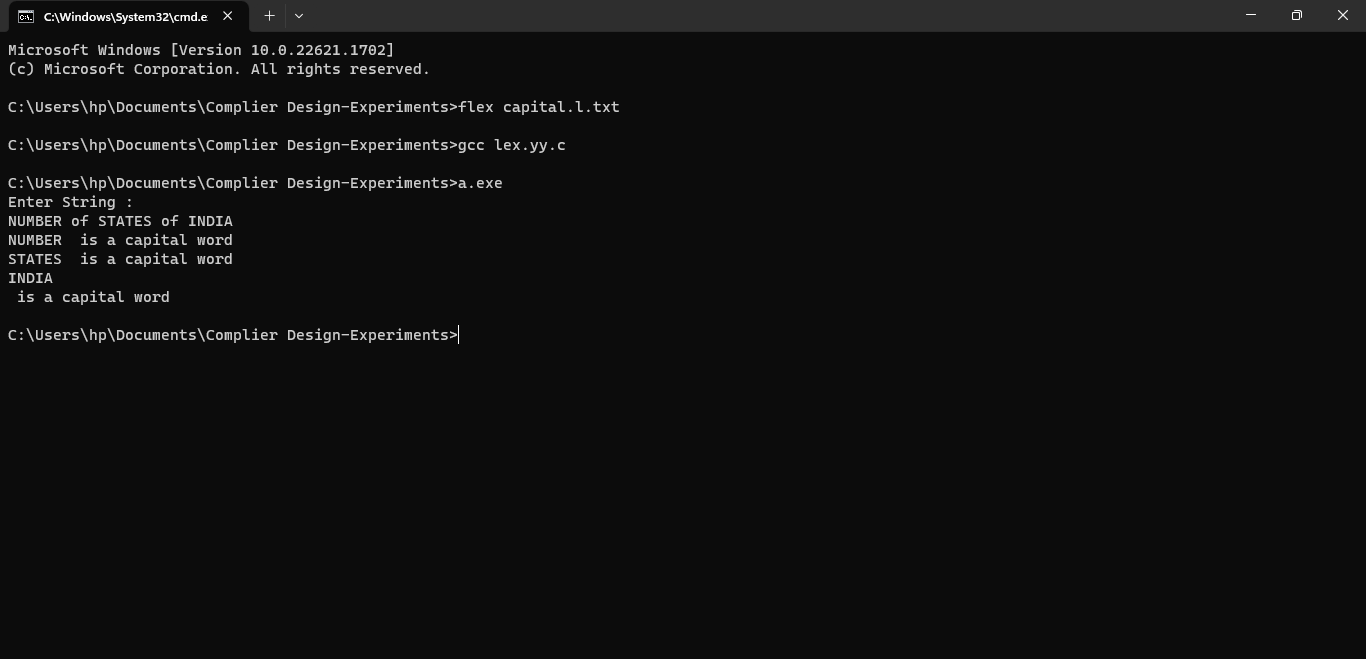 C:\Windows\System32\cmd.e
Microsoft Windows [Version 10.0.22621.1702]
(c) Microsoft Corporation. All rights reserved.
C:\Users\hp\Documents\Complier Design-Experiments>flex capital.l.txt
C:\Users\hp\Documents\Complier Design-Experiments>gcc lex.yy.c
C:\Users\hp\Documents\Complier Design-Experiments>a.exe
Enter String :
NUMBER of STATES of INDIA
NUMBER  is a capital word
STATES  is a capital word
INDIA
 is a capital word
C:\Users\hp\Documents\Complier Design-Experiments>